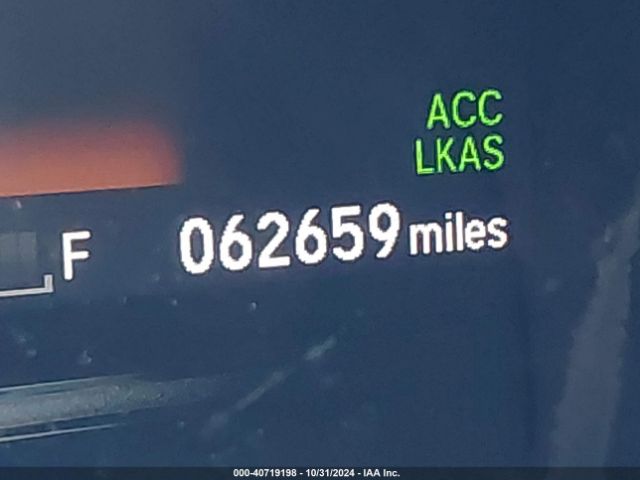 ACC
LKAS
F 062659 miles
000-40719198 - 10/31/2024 - IAA Inc.